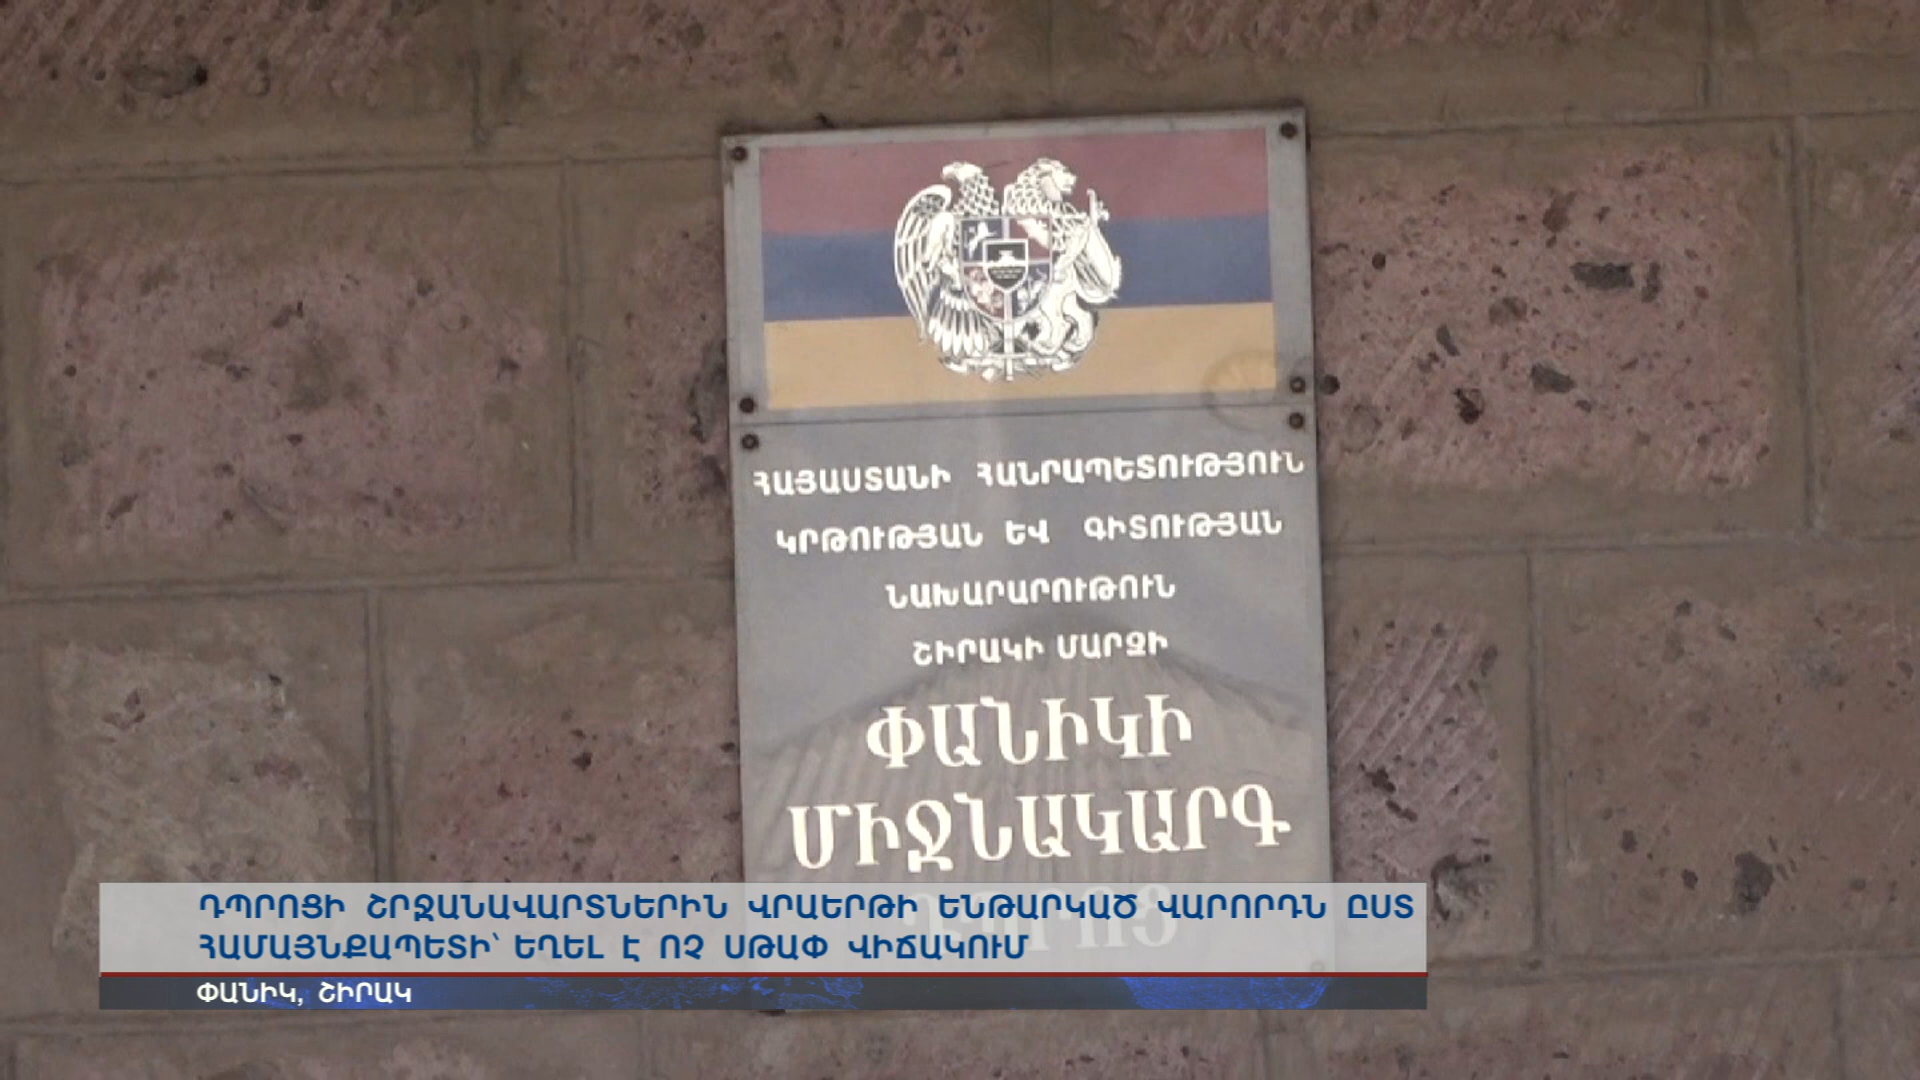 ՀԱՅԱՍՏԱՆԻ ՀԱՆՐԱՊԵՏՈՒԹՅՈՒՆ
ԿՐԹՈՒԹՅԱՆ ԵՎ ԳԻՏՈՒԹՅԱՆ
ՆԱԽԱՐԱՐՈՒԹՈՒՆ
ՇԻՐԱԿԻ ՄԱՐԶԻ
ՓԱՆԻԿԻ
ՄԻՋՆԱԿԱՐԳ
ԴՊՐՈՑ
ԴՊՐՈՑԻ ՇՐՋԱՆԱՎԱՐՏՆԵՐԻՆ ՎՐԱԵՐԹԻ ԵՆԹԱՐԿԱԾ ՎԱՐՈՐԴՆ ԸՍՏ
ՀԱՄԱՅՆՔԱՊԵՏԻ՝ ԵՂԵԼ Է ՈՉ ՍԹԱՓ ՎԻՃԱԿՈՒՄ
ՓԱՆԻԿ, ՇԻՐԱԿ